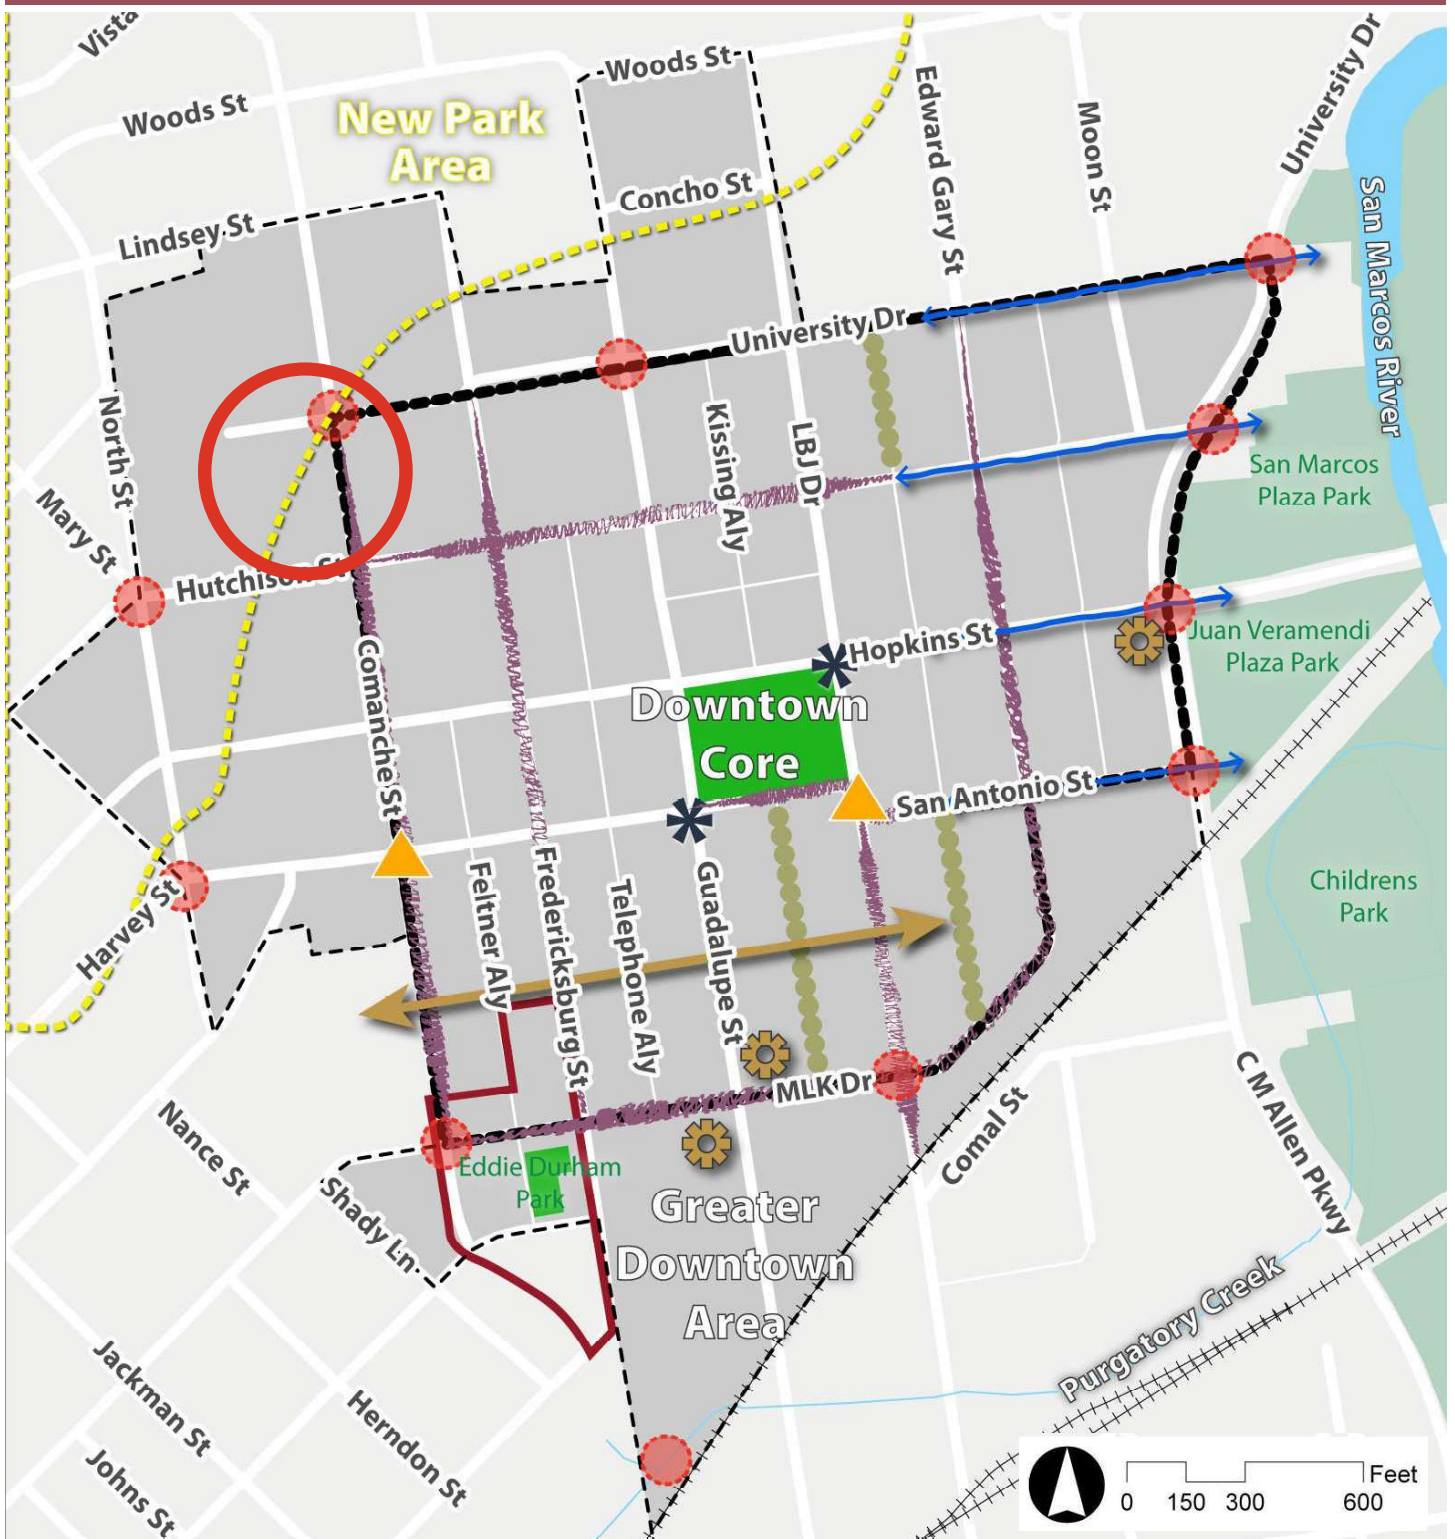 Vista
Woods St
Woods St
New Park
Area
Concho St
Lindsey St
Edward Gary St
Moon St
University Dr
San Marcos River
University Dr
North St
Kissing Aly
LBJ Dr
San Marcos
Plaza Park
Mary St
Hutchison St
Hopkins St
Juan Veramendi
Plaza Park
Comanche St
Downtown
Core
San Antonio St
Harvey St
Feltner Aly
Fredericksburg St
Telephone Aly
Guadalupe St
Childrens
Park
MLK Dr
Comal St
C M Allen Pkwy
Nance St
Shady Ln
Eddie Durham
Park
Greater
Downtown
Area
Purgatory Creek
Jackman St
Herndon St
Johns St
Feet
0 150 300 600